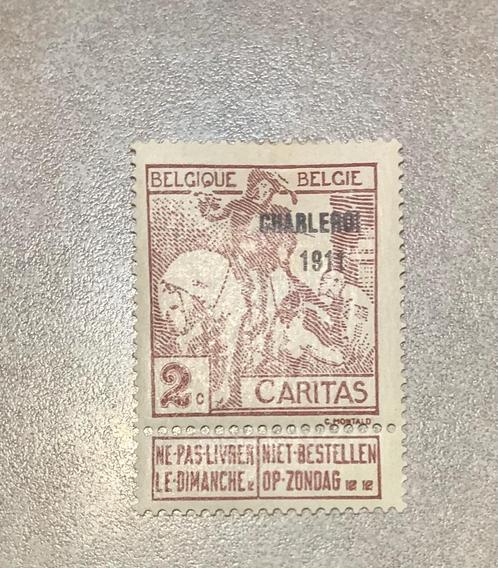 BELGIQUE BELGIE
CHARLEROI
1911
2c CARITAS
C.MONTALD
NE·PAS·LIVRER NIET·BESTELLEN
LE·DIMANCHE OP·ZONDAG